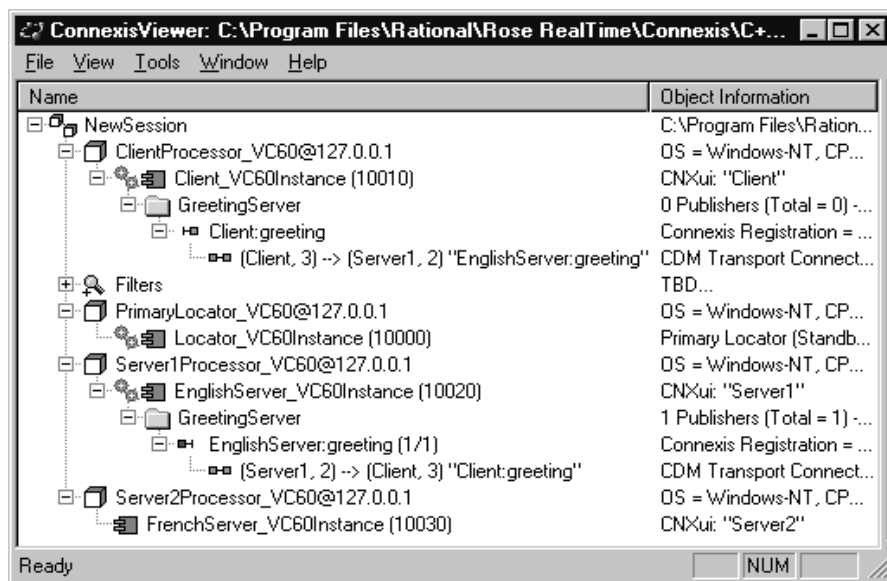 ConnexisViewer: C:\Program Files\Rational\Rose RealTime\Connexis\C+...
File View Tools Window Help
Name Object Information
NewSession C:\Program Files\Ration...
ClientProcessor_VC60@127.0.0.1 OS = Windows-NT, CP...
Client_VC60Instance (10010) CNXui: "Client"
GreetingServer 0 Publishers (Total = 0) -...
Client:greeting Connexis Registration = ...
(Client, 3) --> (Server1, 2) "EnglishServer:greeting" CDM Transport Connect...
Filters TBD...
PrimaryLocator_VC60@127.0.0.1 OS = Windows-NT, CP...
Locator_VC60Instance (10000) Primary Locator (Standb...
Server1Processor_VC60@127.0.0.1 OS = Windows-NT, CP...
EnglishServer_VC60Instance (10020) CNXui: "Server1"
GreetingServer 1 Publishers (Total = 1) -...
EnglishServer:greeting (1/1) Connexis Registration = ...
(Server1, 2) --> (Client, 3) "Client:greeting" CDM Transport Connect...
Server2Processor_VC60@127.0.0.1 OS = Windows-NT, CP...
FrenchServer_VC60Instance (10030) CNXui: "Server2"
Ready NUM